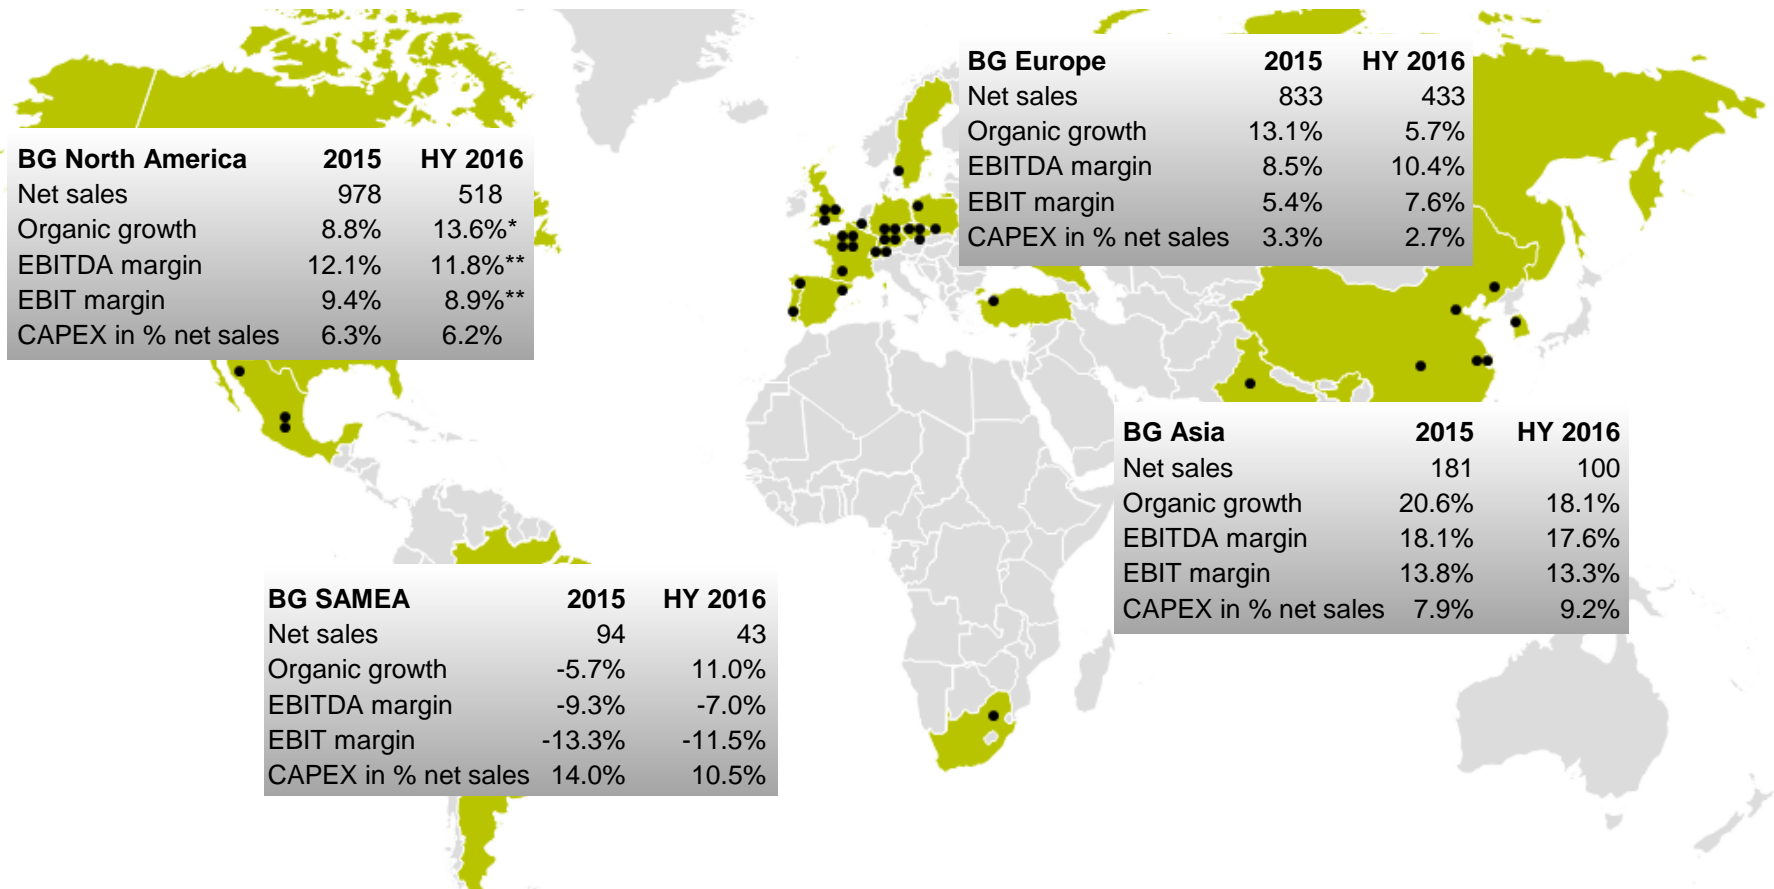 BG North America 2015 HY 2016
Net sales 978 518
Organic growth 8.8% 13.6%*
EBITDA margin 12.1% 11.8%**
EBIT margin 9.4% 8.9%**
CAPEX in % net sales 6.3% 6.2%
BG Europe 2015 HY 2016
Net sales 833 433
Organic growth 13.1% 5.7%
EBITDA margin 8.5% 10.4%
EBIT margin 5.4% 7.6%
CAPEX in % net sales 3.3% 2.7%
BG SAMEA 2015 HY 2016
Net sales 94 43
Organic growth -5.7% 11.0%
EBITDA margin -9.3% -7.0%
EBIT margin -13.3% -11.5%
CAPEX in % net sales 14.0% 10.5%
BG Asia 2015 HY 2016
Net sales 181 100
Organic growth 20.6% 18.1%
EBITDA margin 18.1% 17.6%
EBIT margin 13.8% 13.3%
CAPEX in % net sales 7.9% 9.2%